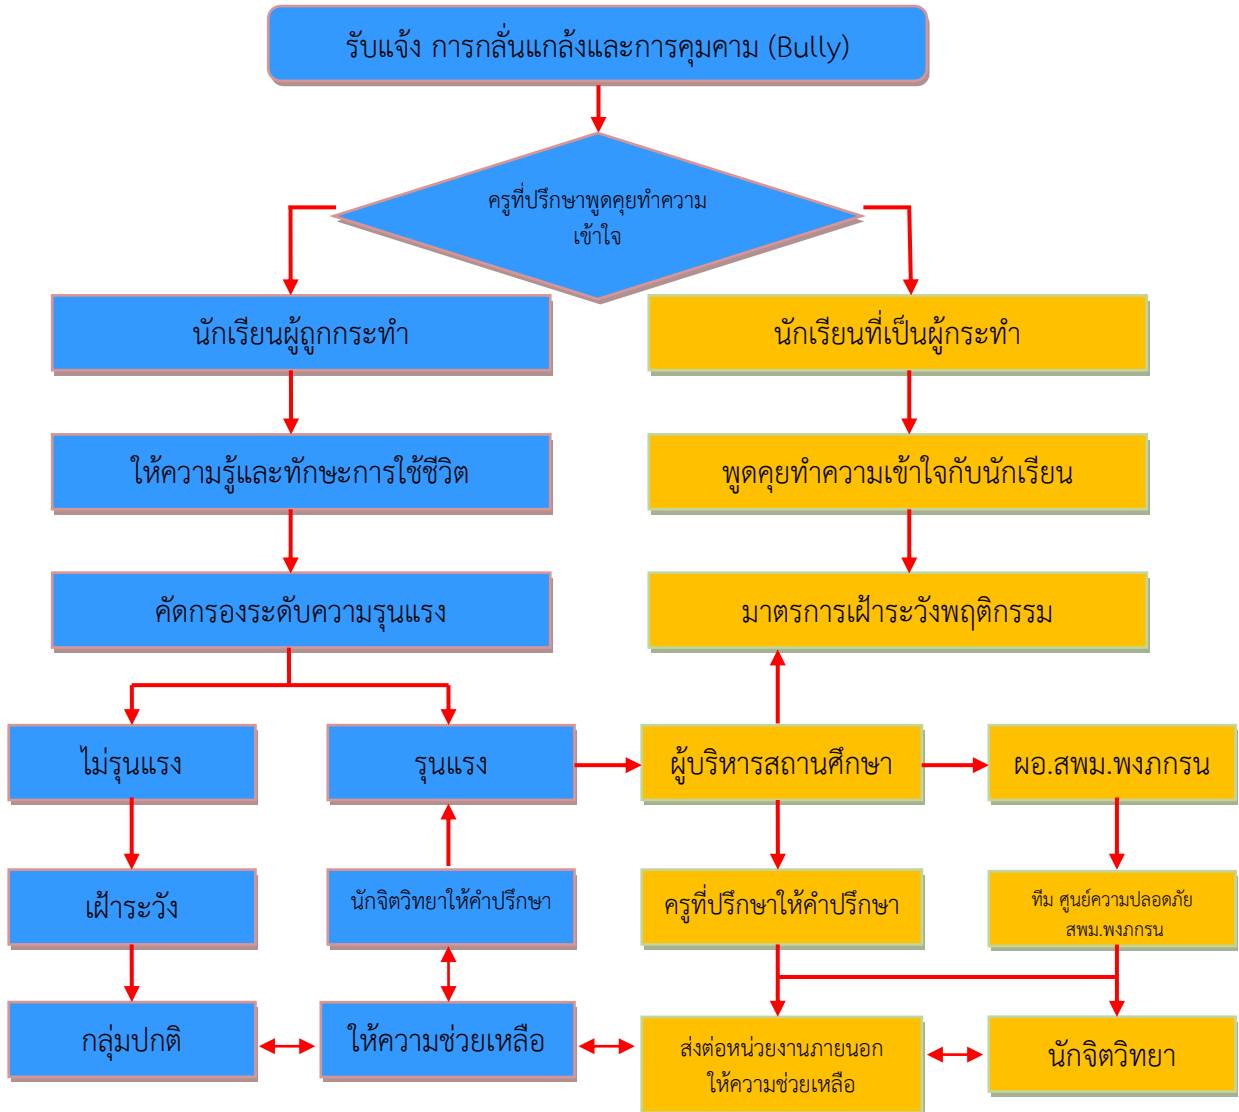 รับแจ้ง การกลั่นแกล้งและการคุมคาม (Bully)
ครูที่ปรึกษาพูดคุยทำความ
เข้าใจ
นักเรียนผู้ถูกกระทำ
นักเรียนที่เป็นผู้กระทำ
ให้ความรู้และทักษะการใช้ชีวิต
พูดคุยทำความเข้าใจกับนักเรียน
คัดกรองระดับความรุนแรง
มาตรการเฝ้าระวังพฤติกรรม
ไม่รุนแรง
รุนแรง
ผู้บริหารสถานศึกษา
ผอ.สพม.พงภกรน
เฝ้าระวัง
นักจิตวิทยาให้คำปรึกษา
ครูที่ปรึกษาให้คำปรึกษา
ทีม ศูนย์ความปลอดภัย
สพม.พงภกรน
กลุ่มปกติ
ให้ความช่วยเหลือ
ส่งต่อหน่วยงานภายนอก
ให้ความช่วยเหลือ
นักจิตวิทยา